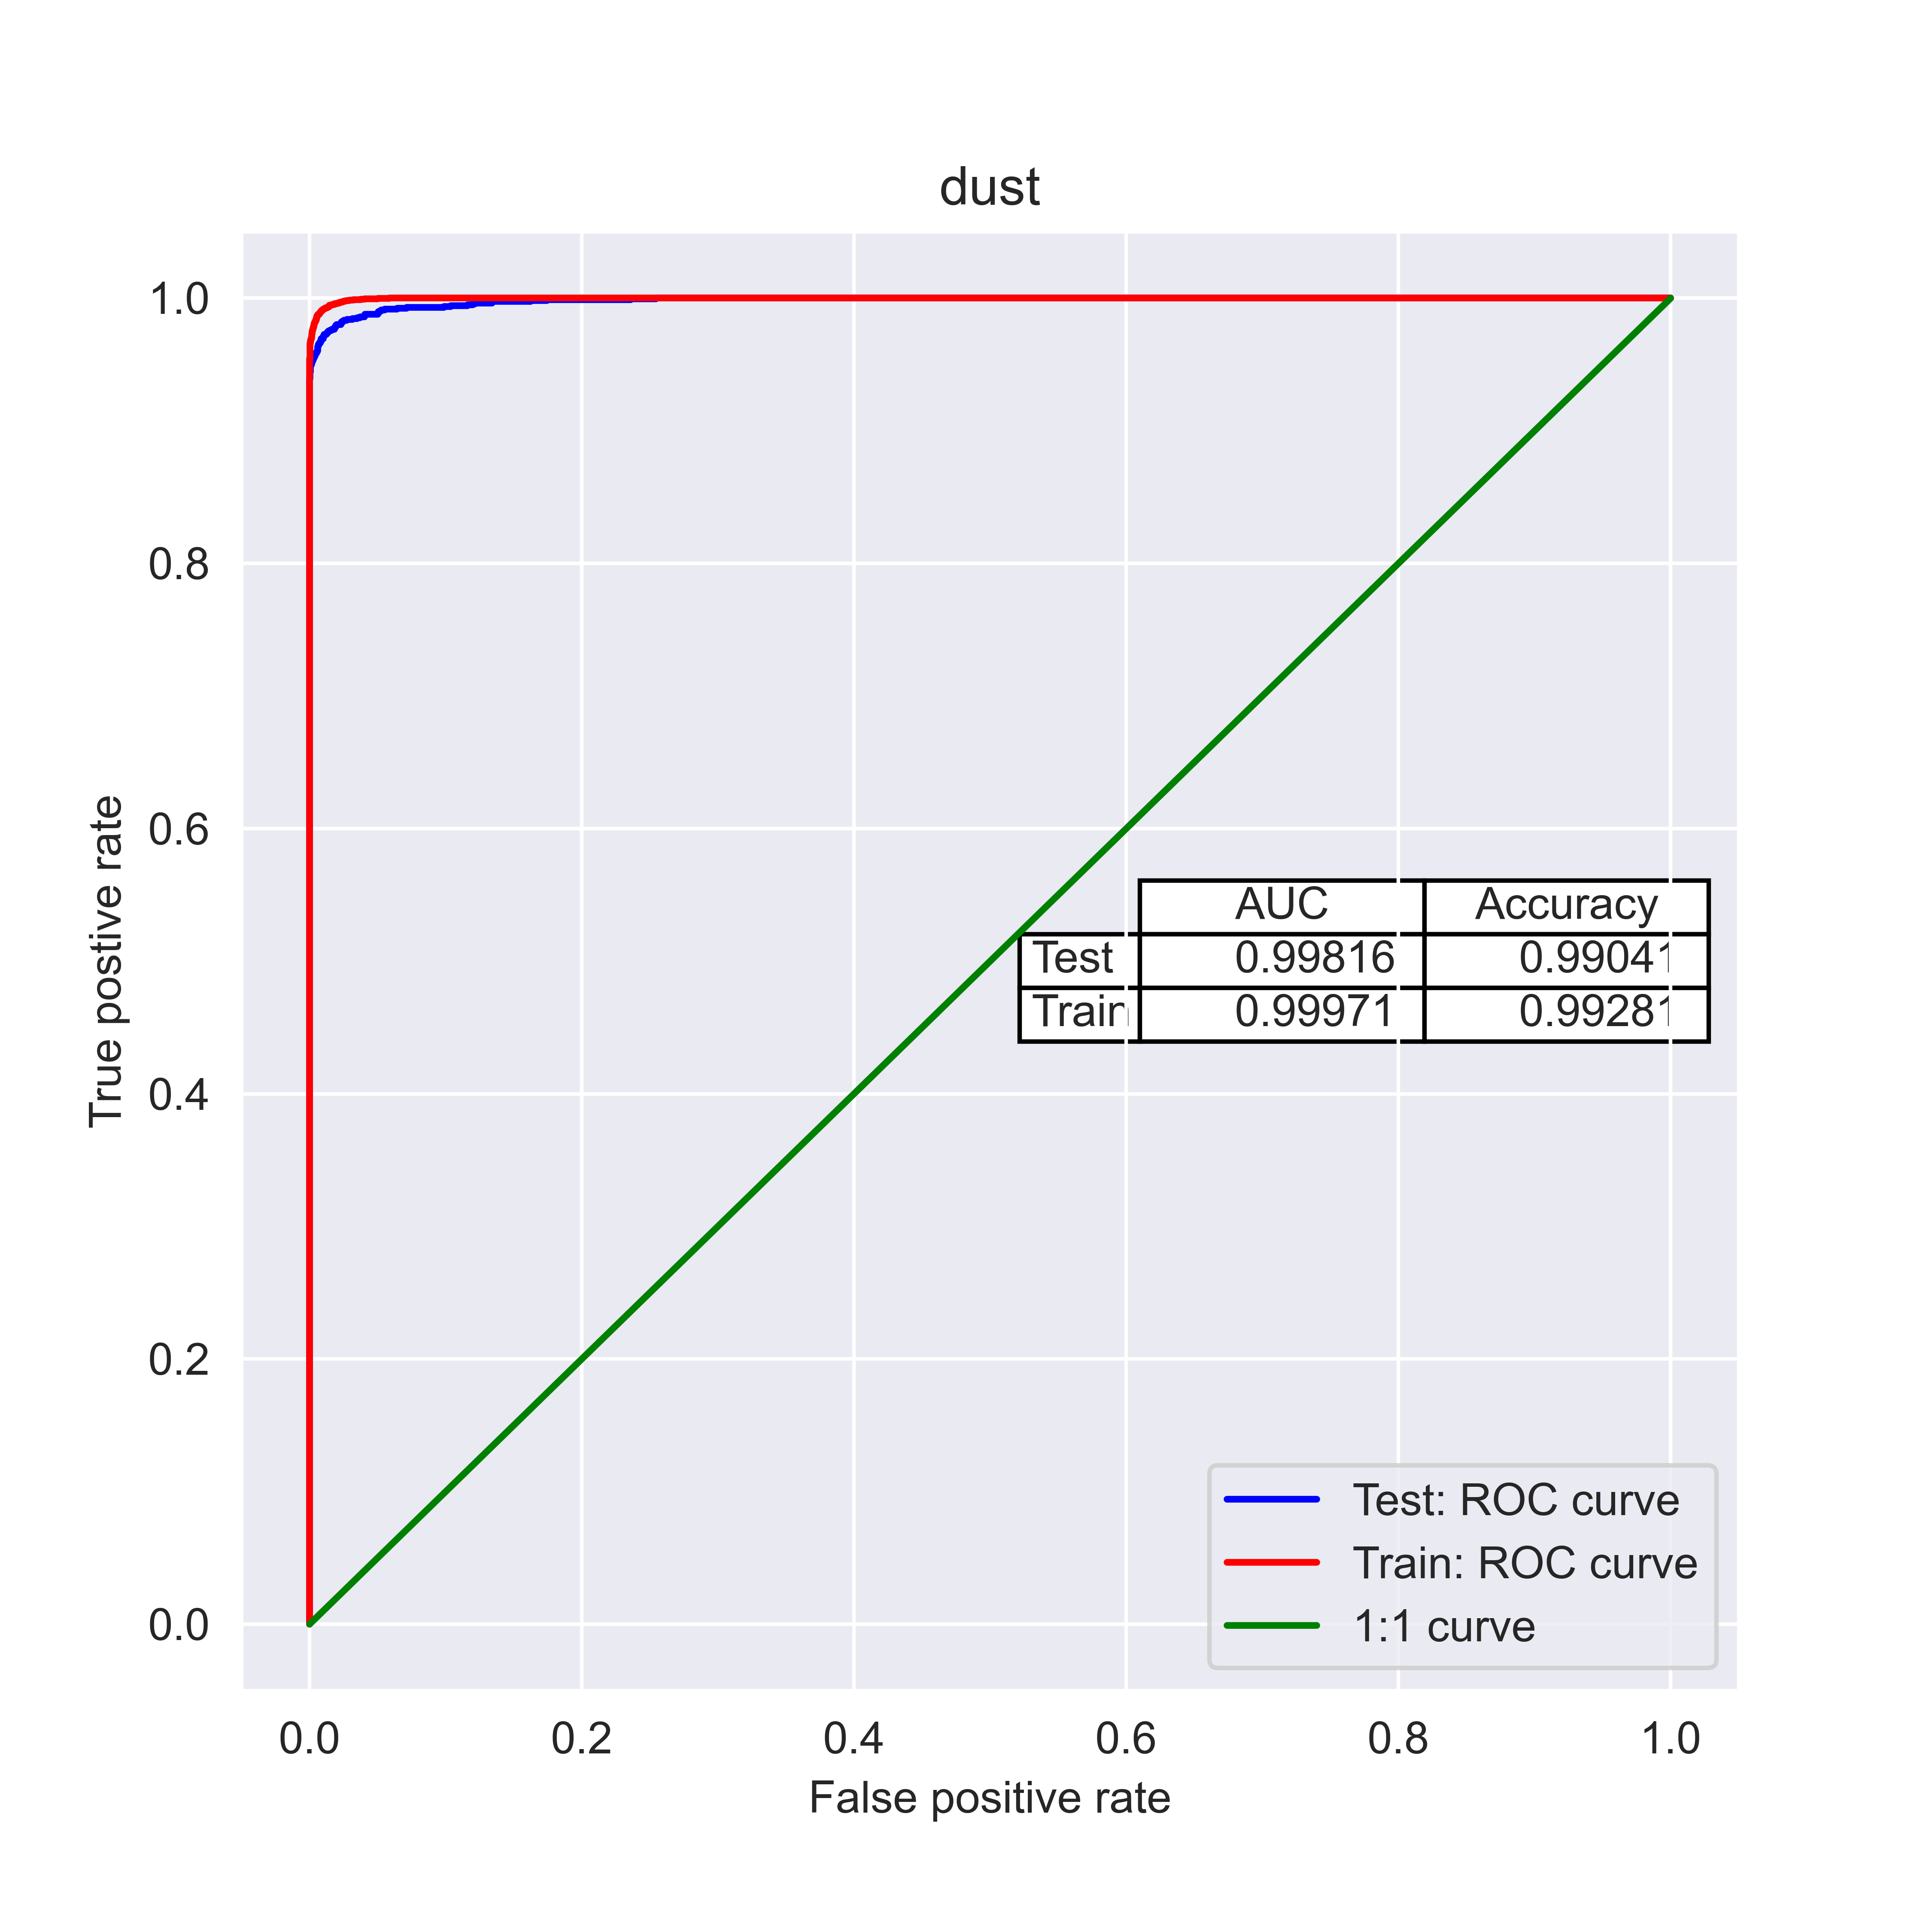 dust
1.0
0.8
0.6
0.4
0.2
0.0
True postive rate
AUC Accuracy
Test 0.99816 0.99041
Train 0.99971 0.99281
Test: ROC curve
Train: ROC curve
1:1 curve
0.0 0.2 0.4 0.6 0.8 1.0
False positive rate